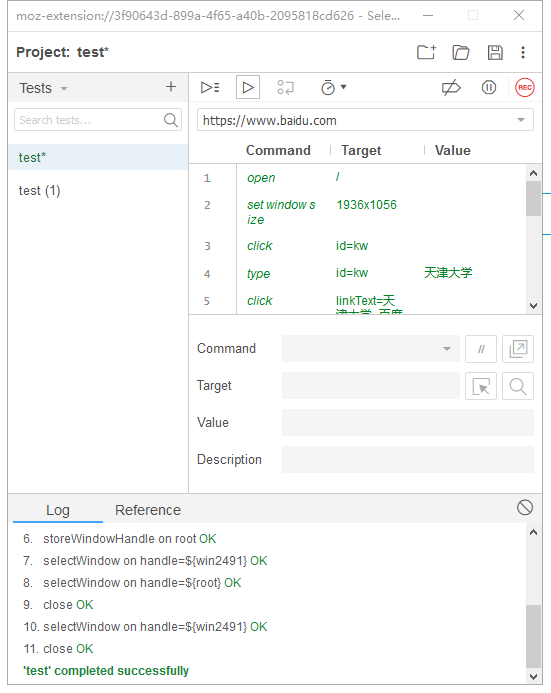 moz-extension://3f90643d-899a-4f65-a40b-2095818cd626 - Sele...
Project: test*
Tests
Search tests...
test*
test (1)
REC
https://www.baidu.com
Command Target Value
1 open /
2 set window s
ize 1936x1056
3 click id=kw
4 type id=kw 天津大学
5 click linkText=天
津大学_百度
Command
//
Target
Value
Description
Log Reference
6. storeWindowHandle on root OK
7. selectWindow on handle=${win2491} OK
8. selectWindow on handle=${root} OK
9. close OK
10. selectWindow on handle=${win2491} OK
11. close OK
'test' completed successfully